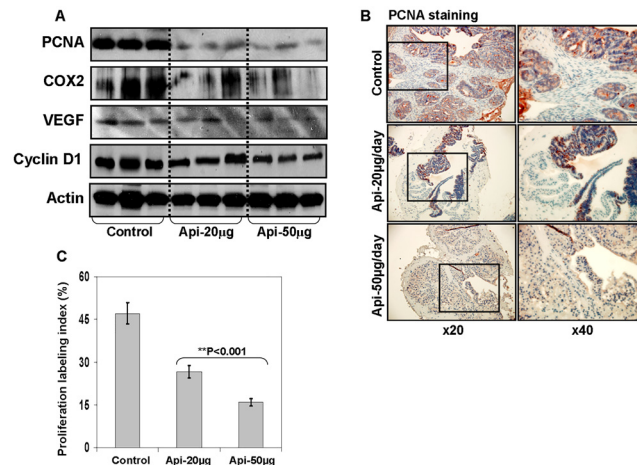 A
PCNA
COX2
VEGF
Cyclin D1
Actin
Control Api-20µg Api-50µg
B PCNA staining
Control
Api-20µg/day
Api-50µg/day
x20 x40
C
Proliferation labeling index (%)
60
45
30
15
0
**P<0.001
Control Api-20µg Api-50µg